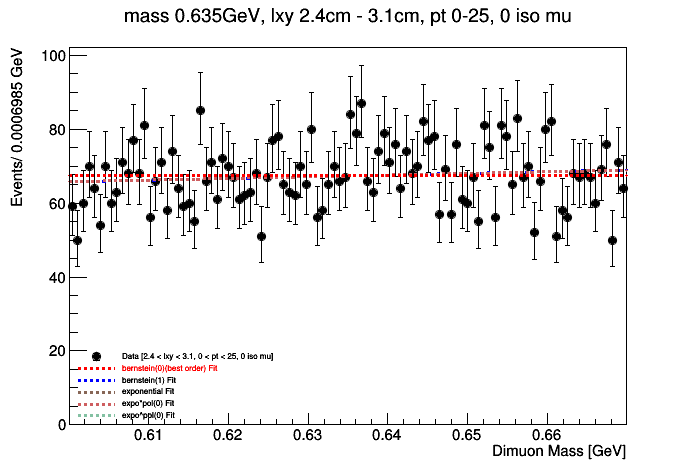 mass 0.635GeV, lxy 2.4cm - 3.1cm, pt 0-25, 0 iso mu
Events/ 0.0006985 GeV
100
80
60
40
20
0
Data [2.4 < lxy < 3.1, 0 < pt < 25, 0 iso mu]
bernstein(0)(best order) Fit
bernstein(1) Fit
exponential Fit
expo*pol(0) Fit
expo^ppl(0) Fit
0.61 0.62 0.63 0.64 0.65 0.66
Dimuon Mass [GeV]